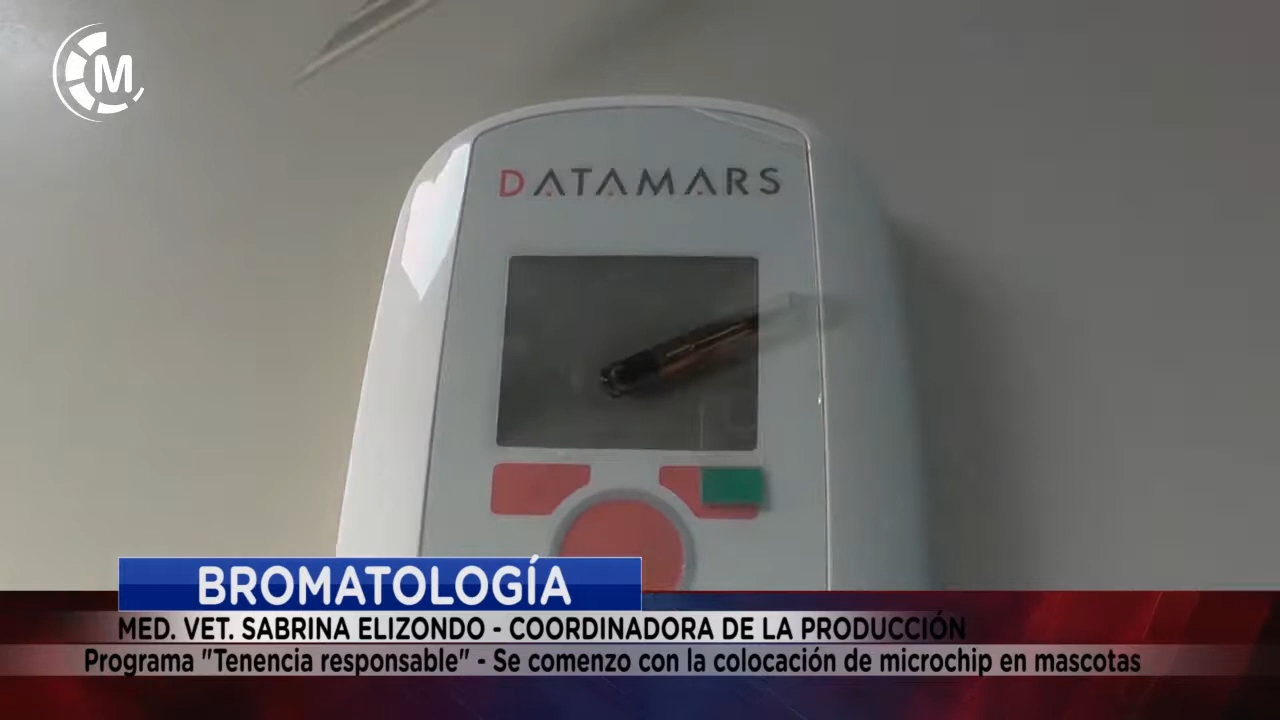 M
DATAMARS
BROMATOLOGÍA
MED. VET. SABRINA ELIZONDO - COORDINADORA DE LA PRODUCCIÓN
Programa "Tenencia responsable" - Se comenzo con la colocación de microchip en mascotas